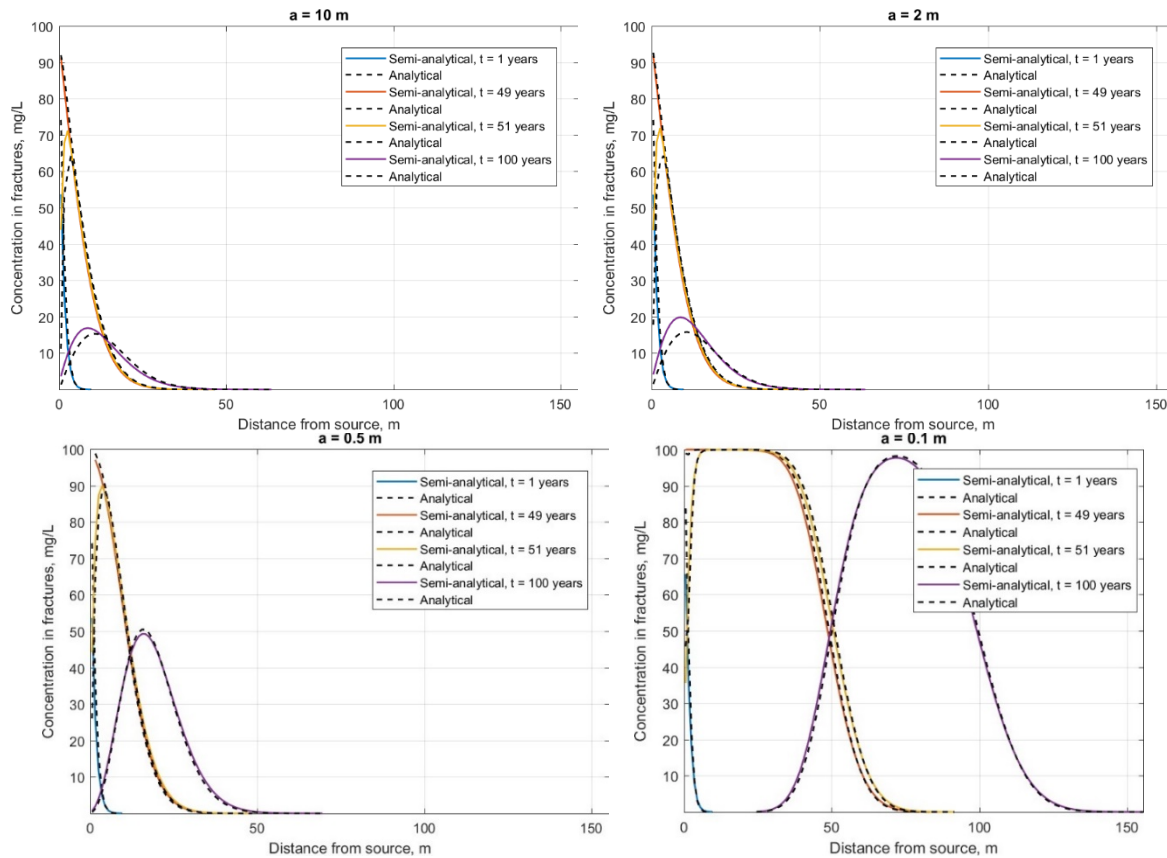 a = 10 m
100
90
80
70
60
50
40
30
20
10
Concentration in fractures, mg/L
Semi-analytical, t = 1 years
Analytical
Semi-analytical, t = 49 years
Analytical
Semi-analytical, t = 51 years
Analytical
Semi-analytical, t = 100 years
Analytical
0
50
100
150
Distance from source, m
a = 2 m
100
90
80
70
60
50
40
30
20
10
Concentration in fractures, mg/L
Semi-analytical, t = 1 years
Analytical
Semi-analytical, t = 49 years
Analytical
Semi-analytical, t = 51 years
Analytical
Semi-analytical, t = 100 years
Analytical
0
50
100
150
Distance from source, m
a = 0.5 m
100
90
80
70
60
50
40
30
20
10
Concentration in fractures, mg/L
Semi-analytical, t = 1 years
Analytical
Semi-analytical, t = 49 years
Analytical
Semi-analytical, t = 51 years
Analytical
Semi-analytical, t = 100 years
Analytical
0
50
100
150
Distance from source, m
a = 0.1 m
100
90
80
70
60
50
40
30
20
10
Concentration in fractures, mg/L
Semi-analytical, t = 1 years
Analytical
Semi-analytical, t = 49 years
Analytical
Semi-analytical, t = 51 years
Analytical
Semi-analytical, t = 100 years
Analytical
0
50
100
150
Distance from source, m